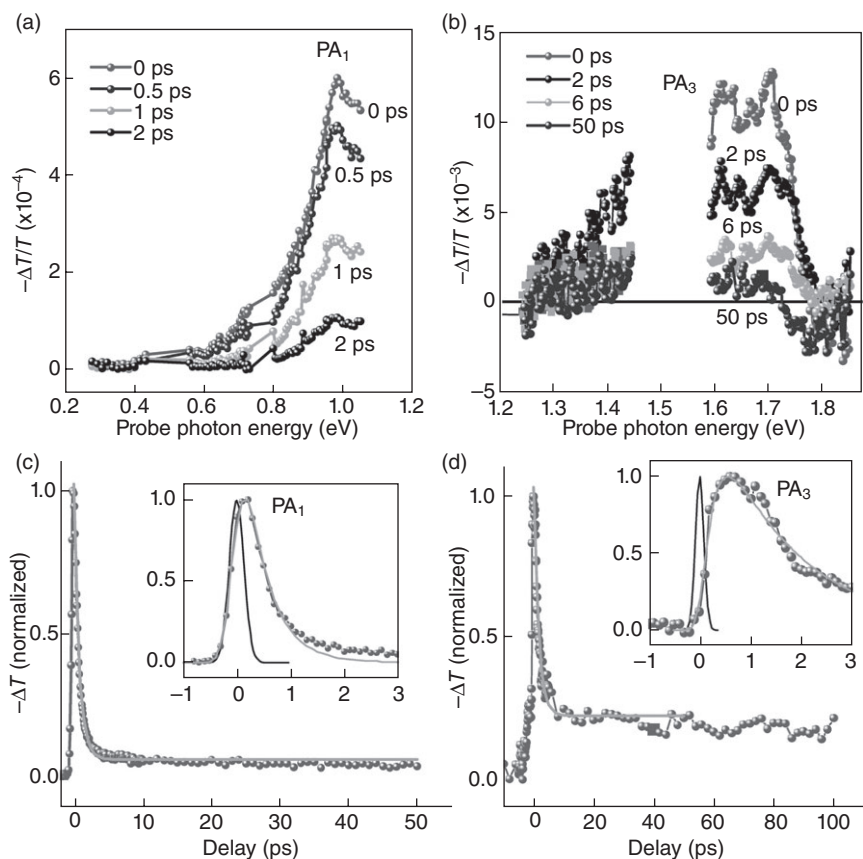 (a)
PA₁
0 ps
0.5 ps
1 ps
2 ps
0 ps
0.5 ps
1 ps
2 ps
6
4
2
0
−ΔT/T (x10⁻⁴)
0.2 0.4 0.6 0.8 1.0 1.2
Probe photon energy (eV)
(b)
PA₃
0 ps
2 ps
6 ps
50 ps
0 ps
2 ps
6 ps
50 ps
15
10
5
0
−5
−ΔT/T (x10⁻³)
1.2 1.3 1.4 1.5 1.6 1.7 1.8
Probe photon energy (eV)
(c)
1.0
0.5
0.0
−ΔT (normalized)
0 10 20 30 40 50
Delay (ps)
PA₁
1.0
0.5
0.0
−1 0 1 2 3
(d)
1.0
0.5
0.0
−ΔT (normalized)
0 20 40 60 80 100
Delay (ps)
PA₃
1.0
0.5
0.0
−1 0 1 2 3